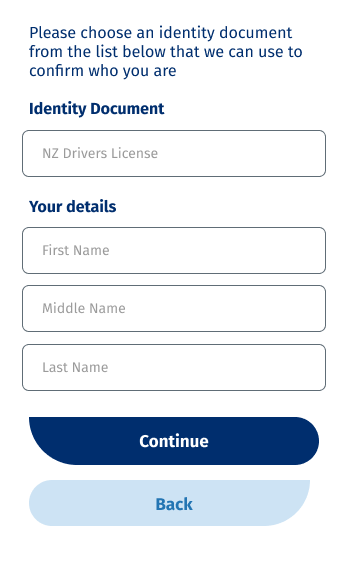 Please choose an identity document
from the list below that we can use to
confirm who you are
Identity Document
NZ Drivers License
Your details
First Name
Middle Name
Last Name
Continue
Back